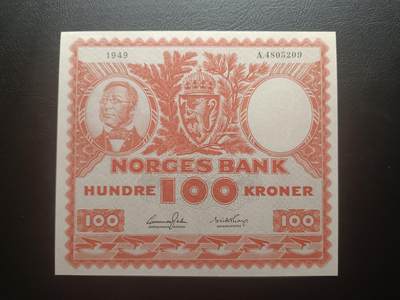 1949 A.4805209
NORGES BANK
HUNDRE 100 KRONER
100 100